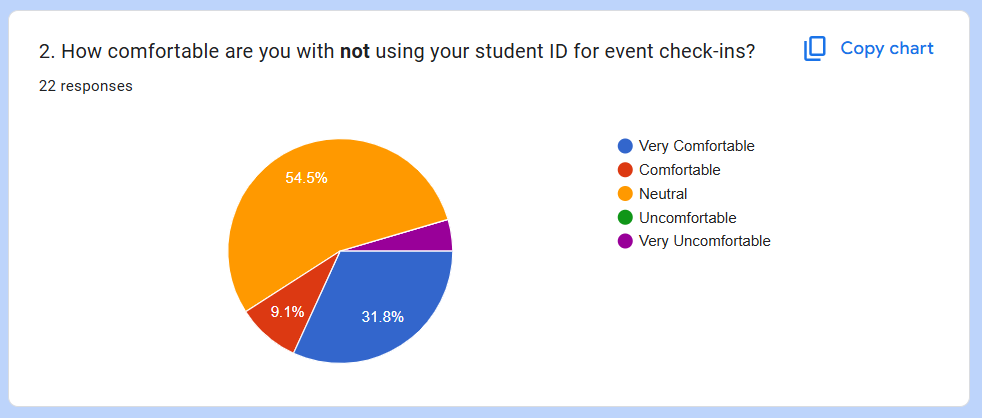 2. How comfortable are you with not using your student ID for event check-ins?
Copy chart
22 responses
54.5%
9.1%
31.8%
Very Comfortable
Comfortable
Neutral
Uncomfortable
Very Uncomfortable